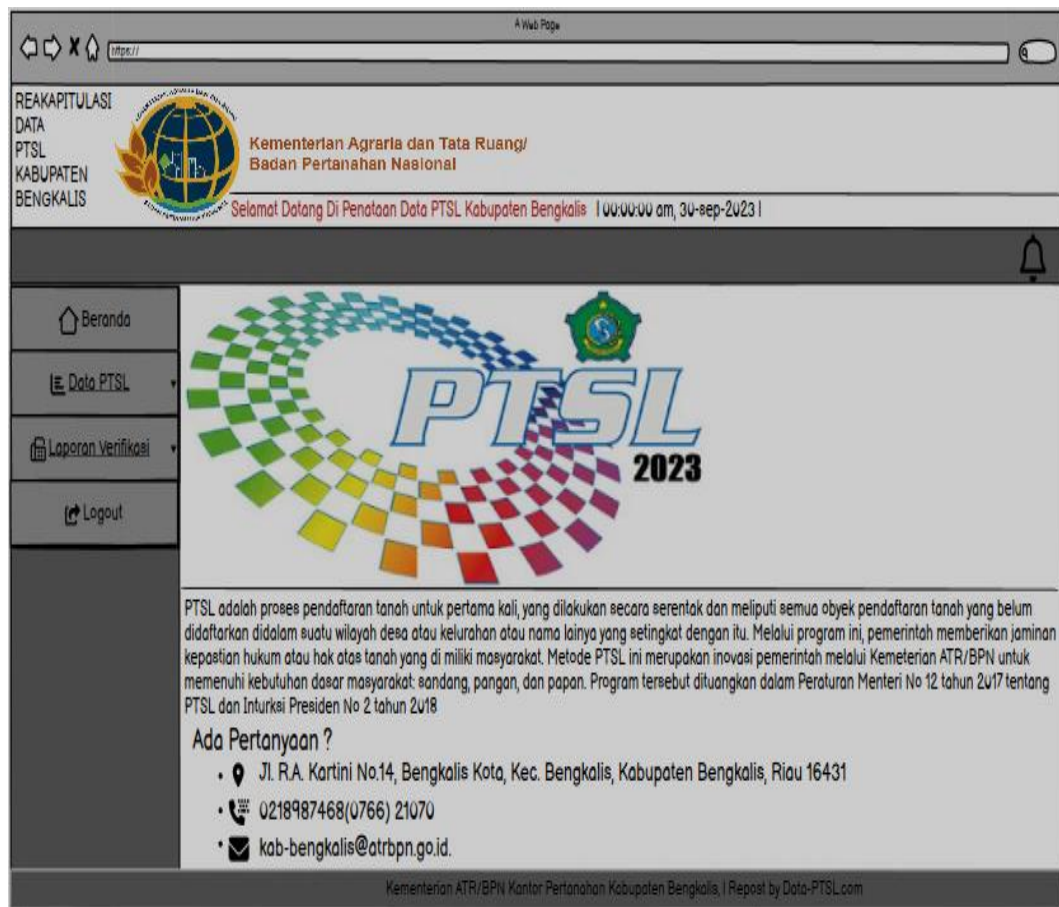 A Web Page
https://
REAKAPITULASI
DATA
PTSL
KABUPATEN
BENGKALIS
Kementerian Agraria dan Tata Ruang/
Badan Pertanahan Nasional
Selamat Datang Di Penataan Data PTSL Kabupaten Bengkalis | 00:00:00 am, 30-sep-2023 |
Beranda
Data PTSL
Laporan Verifikasi
Logout
PTSL
2023
PTSL adalah proses pendaftaran tanah untuk pertama kali, yang dilakukan secara serentak dan meliputi semua obyek pendaftaran tanah yang belum
didaftarkan didalam suatu wilayah desa atau kelurahan atau nama lainya yang setingkat dengan itu. Melalui program ini, pemerintah memberikan jaminan
kepastian hukum atau hak atas tanah yang di miliki masyarakat. Metode PTSL ini merupakan inovasi pemerintah melalui Kemeterian ATR/BPN untuk
memenuhi kebutuhan dasar masyarakat: sandang, pangan, dan papan. Program tersebut dituangkan dalam Peraturan Menteri No 12 tahun 2017 tentang
PTSL dan Inturksi Presiden No 2 tahun 2018
Ada Pertanyaan ?
• Jl. R.A. Kartini No.14, Bengkalis Kota, Kec. Bengkalis, Kabupaten Bengkalis, Riau 16431
• 0218987468(0766) 21070
• kab-bengkalis@atrbpn.go.id.
Kementerian ATR/BPN Kantor Pertanahan Kabupaten Bengkalis, | Repost by Data-PTSL.com